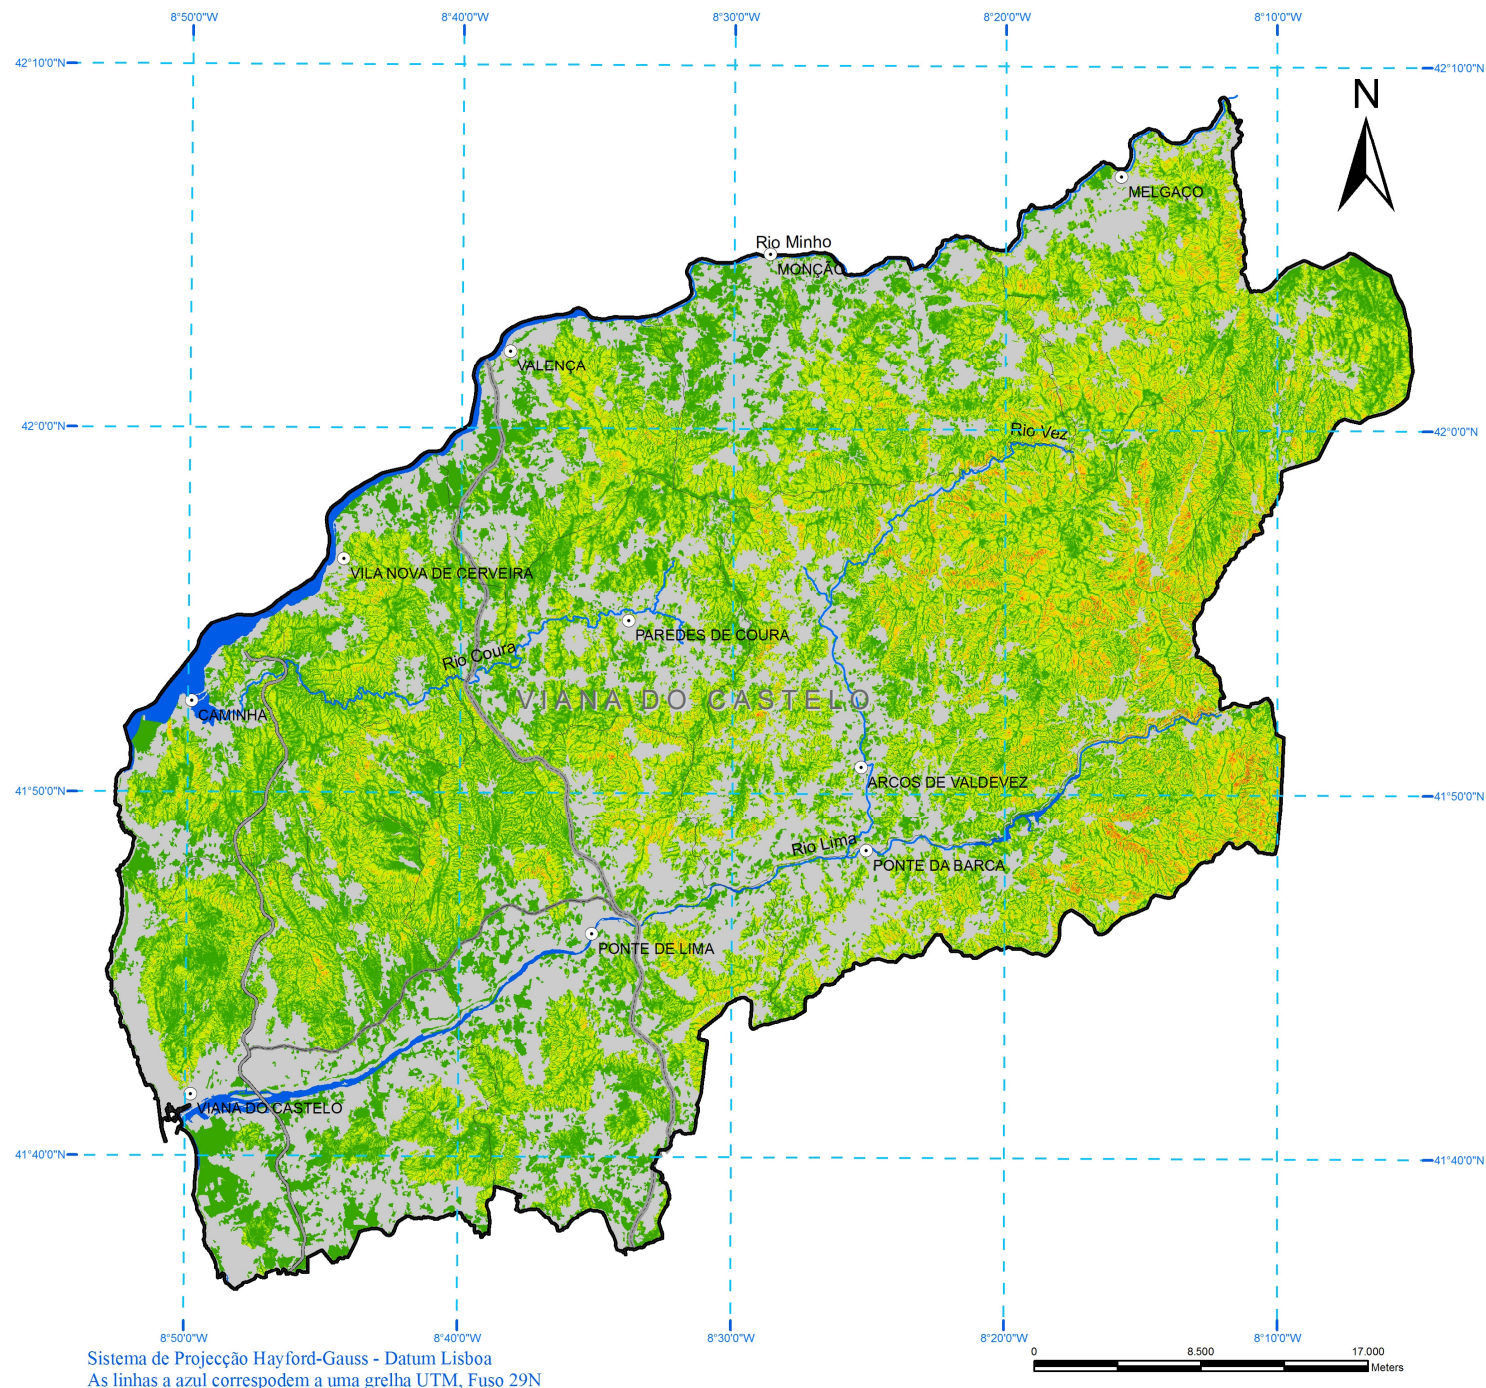 8°50'0"W
8°40'0"W
8°30'0"W
8°20'0"W
8°10'0"W
42°10'0"N
42°10'0"N
N
MELGAÇO
Rio Minho
MONÇÃO
VALENÇA
42°0'0"N
Rio Vez
42°0'0"N
VILA NOVA DE CERVEIRA
PAREDES DE COURA
Rio Coura
VIANA DO CASTELO
CAMINHA
ARCOS DE VALDEVEZ
41°50'0"N
41°50'0"N
Rio Lima
PONTE DA BARCA
PONTE DE LIMA
VIANA DO CASTELO
41°40'0"N
41°40'0"N
8°50'0"W
8°40'0"W
8°30'0"W
8°20'0"W
8°10'0"W
Sistema de Projecção Hayford-Gauss - Datum Lisboa
As linhas a azul correspodem a uma grelha UTM, Fuso 29N
0
8.500
17.000
Meters